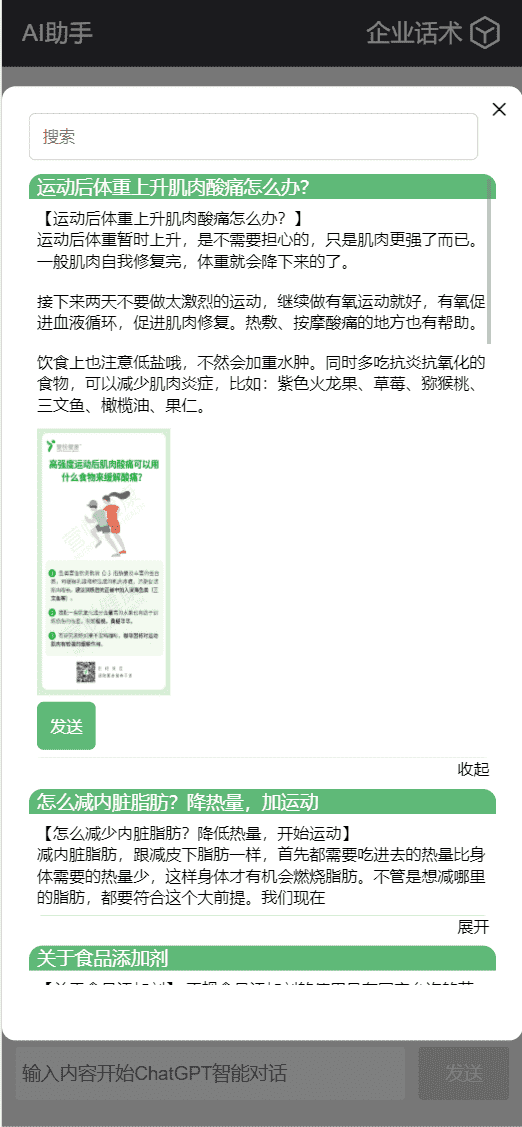 AI助手
企业话术
搜索
运动后体重上升肌肉酸痛怎么办?
【运动后体重上升肌肉酸痛怎么办？】
运动后体重暂时上升，是不需要担心的，只是肌肉更强了而已。
一般肌肉自我修复完，体重就会降下来的了。
接下来两天不要做太激烈的运动，继续做有氧运动就好，有氧促
进血液循环，促进肌肉修复。热敷、按摩酸痛的地方也有帮助。
饮食上也注意低盐哦，不然会加重水肿。同时多吃抗炎抗氧化的
食物，可以减少肌肉炎症，比如：紫色火龙果、草莓、猕猴桃、
三文鱼、橄榄油、果仁。
高强度运动后肌肉酸痛可以用
什么食物来缓解酸痛?
发送
收起
怎么减内脏脂肪？降热量，加运动
【怎么减少内脏脂肪？降低热量，开始运动】
减内脏脂肪，跟减皮下脂肪一样，首先都需要吃进去的热量比身
体需要的热量少，这样身体才有机会燃烧脂肪。不管是想减哪里
的脂肪，都要符合这个大前提。我们现在
展开
关于食品添加剂
输入内容开始ChatGPT智能对话
发送